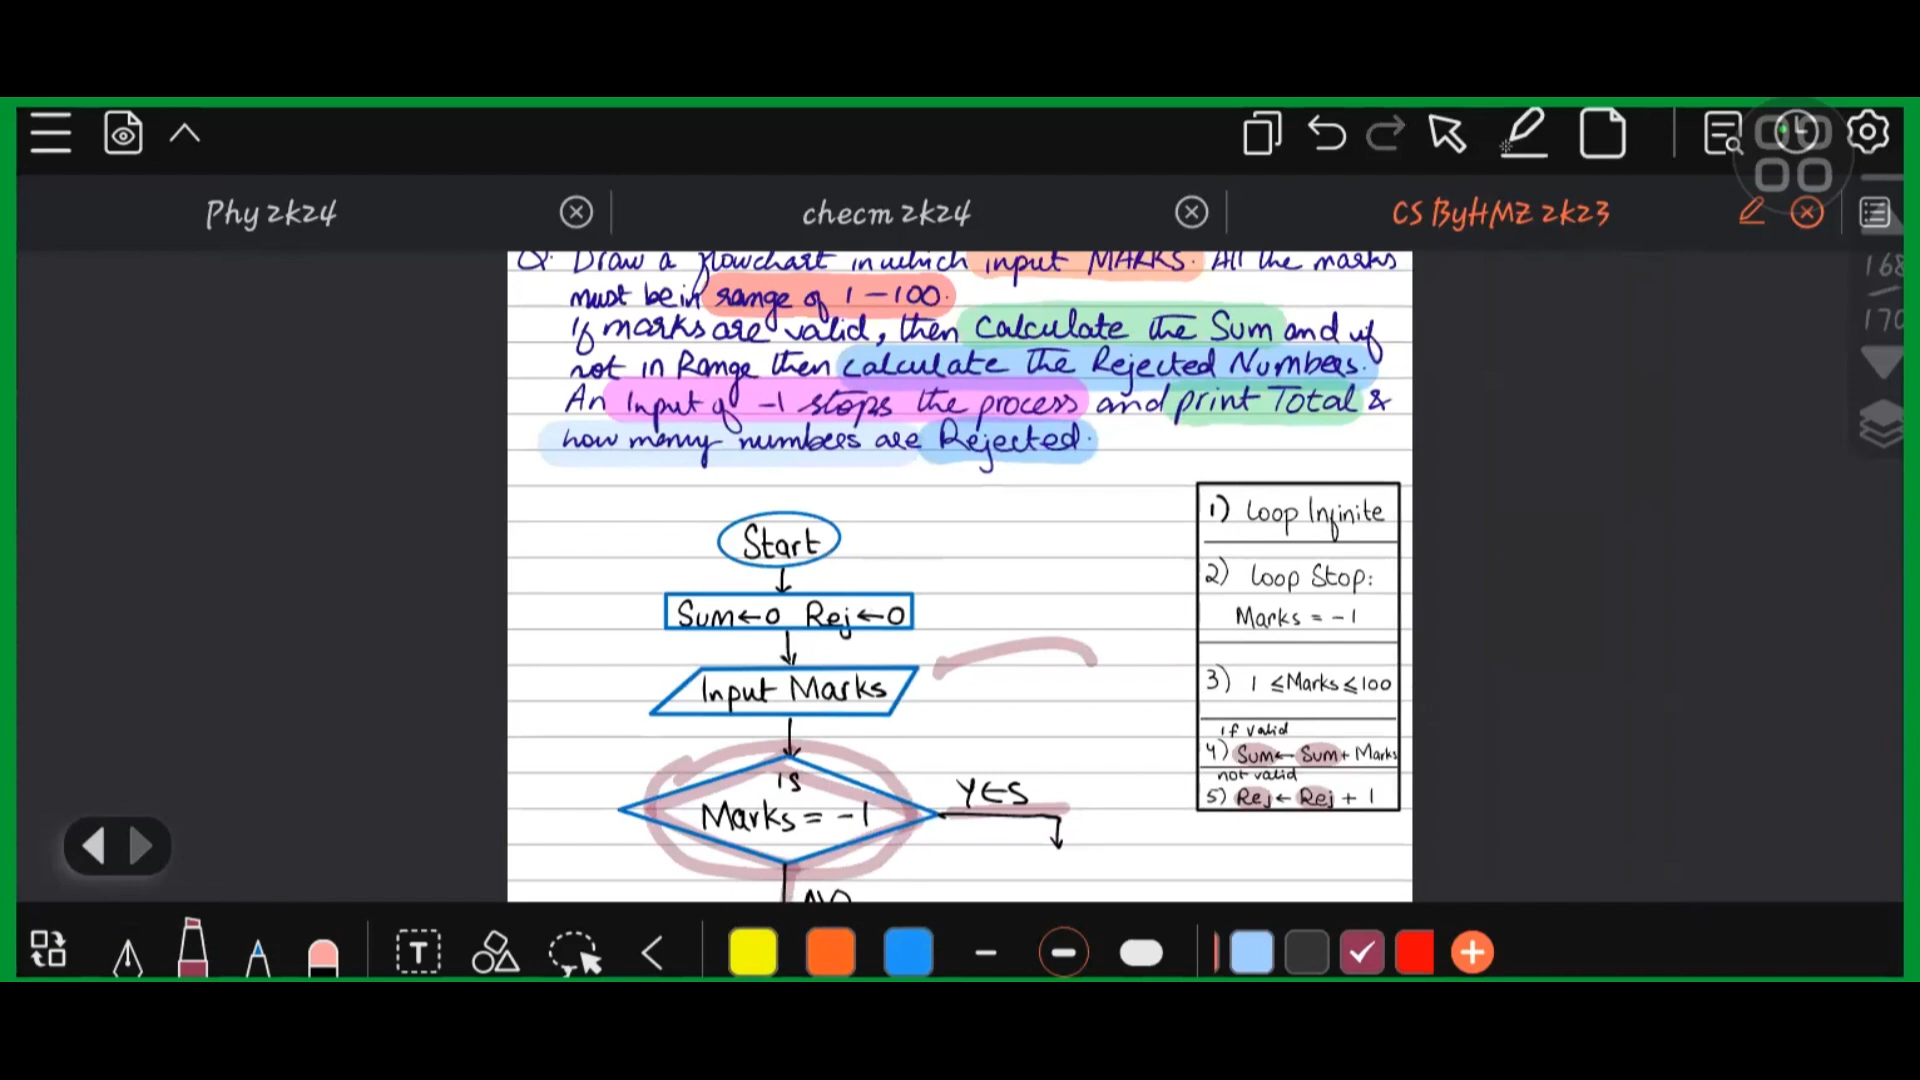 Phy 2k24
checm 2k24
CS ByHMZ 2k23
Q. Draw a flowchart in which input MARKS. All the marks
must be in range of 1 – 100.
If marks are valid, then Calculate the Sum and if
not in Range then calculate the Rejected Numbers.
An Input of -1 stops the process and print Total &
how many numbers are Rejected.
168
170
Start
Sum←0 Rej←0
Input Marks
is
Marks = -1
YES
NO
1) Loop Infinite
2) Loop Stop:
Marks = -1
3) 1 ≤Marks≤100
if valid
4) Sum← Sum+ Marks
not valid
5) Rej← Rej + 1
T